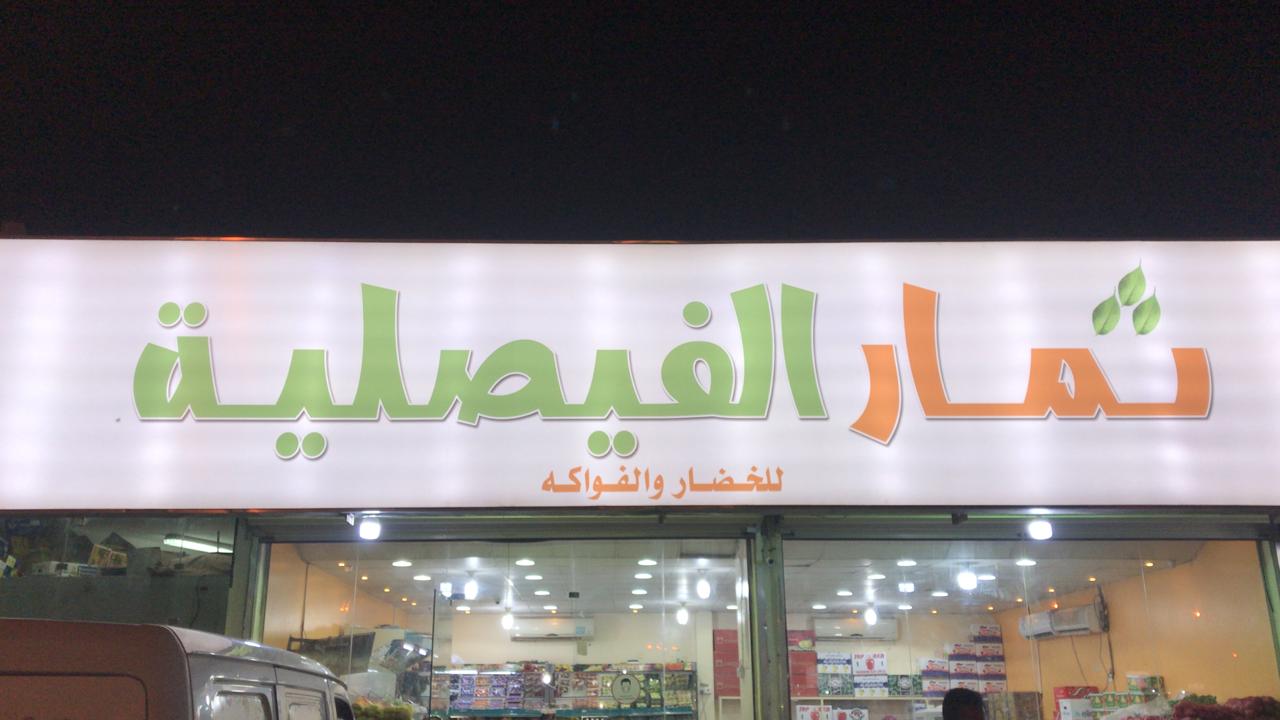 ثمار الفيصلية
للخضار والفواكه